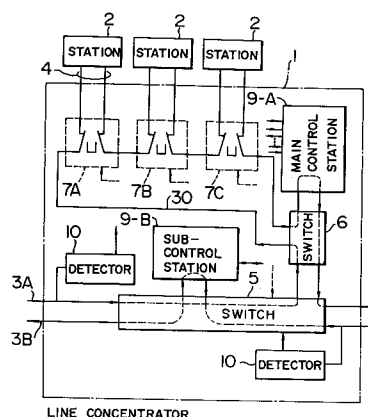 2 2 2
STATION STATION STATION
4 1
9-A
MAIN CONTROL STATION
7A 7B 7C
30
9-B
6
SWITCH
10
SUB-
CONTROL
STATION
DETECTOR
5
3A
SWITCH
3B
10
DETECTOR
LINE CONCENTRATOR